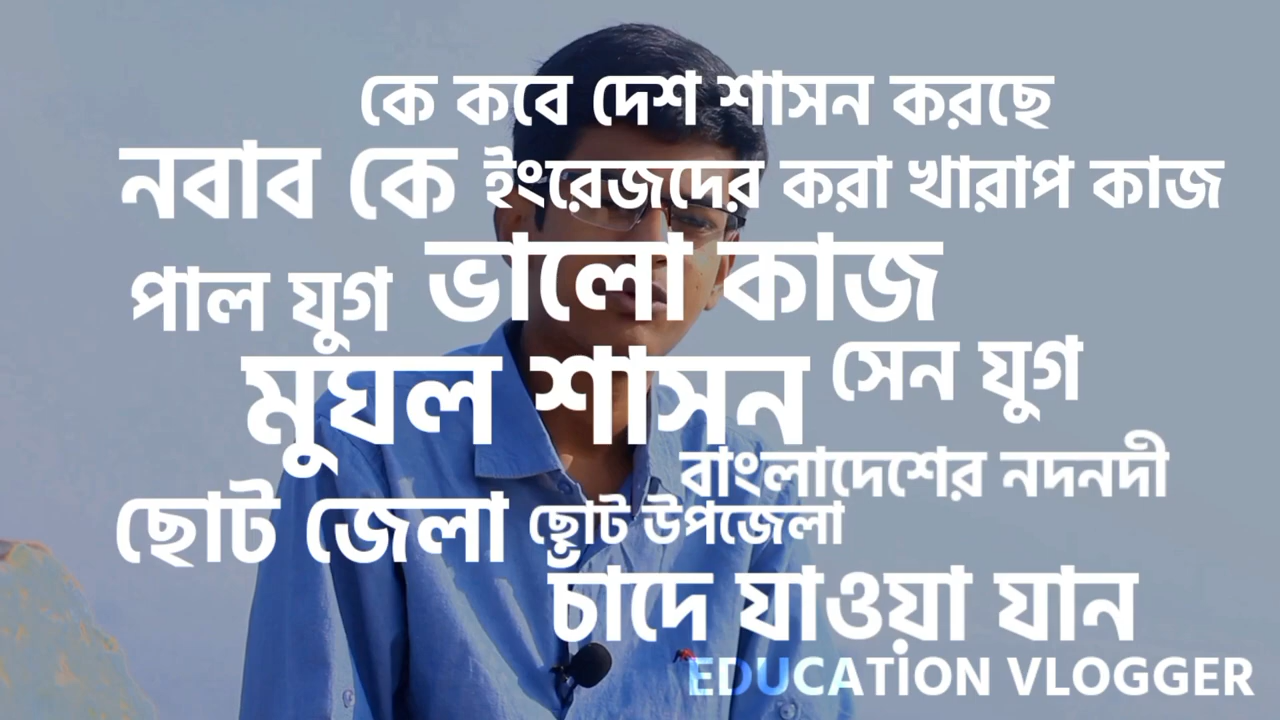 কে কবে দেশ শাসন করছে
নবাব কে
ইংরেজদের করা খারাপ কাজ
পাল যুগ
ভালো কাজ
মুঘল শাসন
সেন যুগ
বাংলাদেশের নদনদী
ছোট জেলা
ছোট উপজেলা
চাঁদে যাওয়া যান
EDUCATION VLOGGER